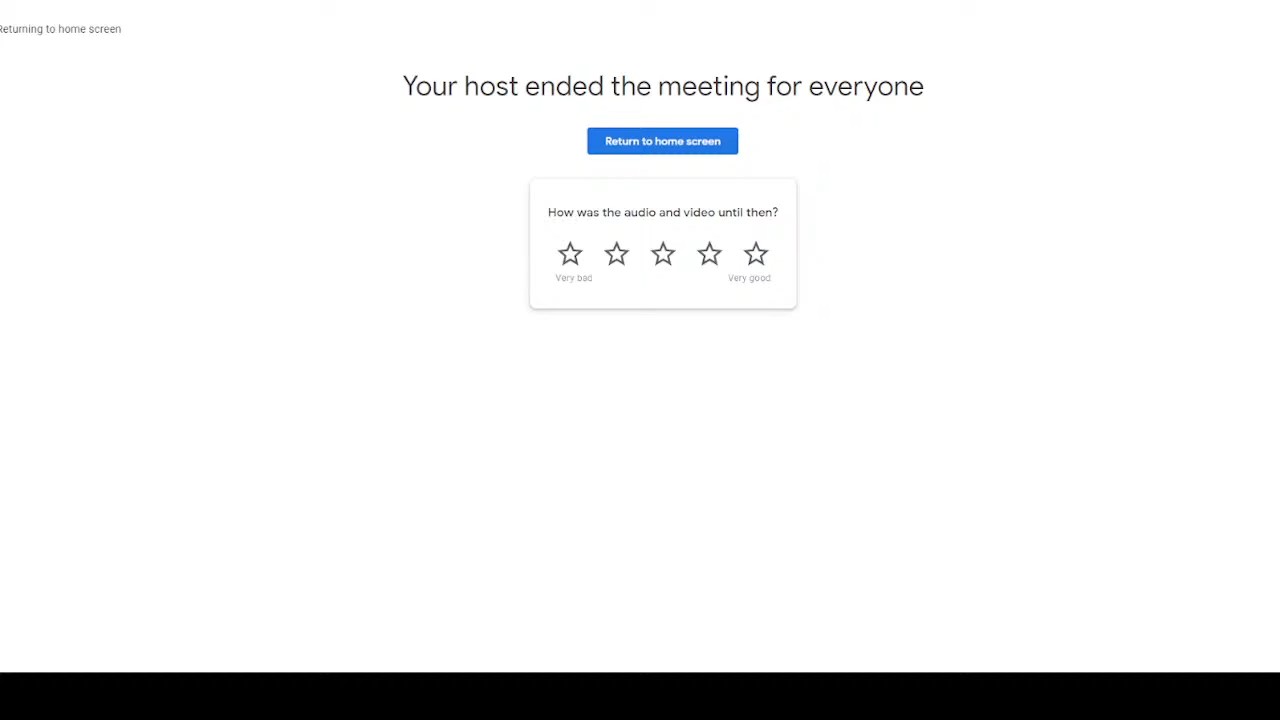 Returning to home screen
Your host ended the meeting for everyone
Return to home screen
How was the audio and video until then?
Very bad
Very good